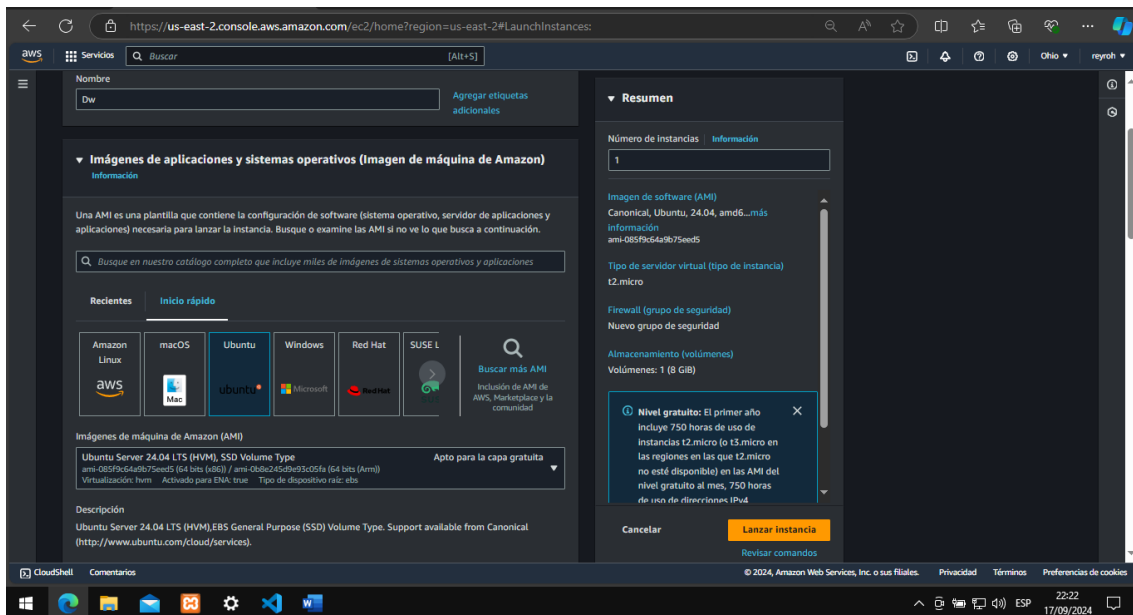 https://us-east-2.console.aws.amazon.com/ec2/home?region=us-east-2#LaunchInstances:
aws
Servicios
Buscar
[Alt+S]
Ohio
reyroh
Nombre
Dw
Agregar etiquetas
adicionales
Imágenes de aplicaciones y sistemas operativos (Imagen de máquina de Amazon)
Información
Una AMI es una plantilla que contiene la configuración de software (sistema operativo, servidor de aplicaciones y
aplicaciones) necesaria para lanzar la instancia. Busque o examine las AMI si no ve lo que busca a continuación.
Busque en nuestro catálogo completo que incluye miles de imágenes de sistemas operativos y aplicaciones
Recientes
Inicio rápido
Amazon
Linux
aws
macOS
Mac
Ubuntu
ubuntu
Windows
Microsoft
Red Hat
Red Hat
SUSE L
Buscar más AMI
Inclusión de AMI de
AWS, Marketplace y la
comunidad
Imágenes de máquina de Amazon (AMI)
Ubuntu Server 24.04 LTS (HVM), SSD Volume Type
Apto para la capa gratuita
ami-085f9c64a9b75eed5 (64 bits (x86)) / ami-0b8e245d9e93c05fa (64 bits (Arm))
Virtualización: hvm Activado para ENA: true Tipo de dispositivo raíz: ebs
Descripción
Ubuntu Server 24.04 LTS (HVM),EBS General Purpose (SSD) Volume Type. Support available from Canonical
(http://www.ubuntu.com/cloud/services).
Resumen
Número de instancias
Información
1
Imagen de software (AMI)
Canonical, Ubuntu, 24.04, amd6...más
información
ami-085f9c64a9b75eed5
Tipo de servidor virtual (tipo de instancia)
t2.micro
Firewall (grupo de seguridad)
Nuevo grupo de seguridad
Almacenamiento (volúmenes)
Volúmenes: 1 (8 GiB)
Nivel gratuito: El primer año
incluye 750 horas de uso de
instancias t2.micro (o t3.micro en
las regiones en las que t2.micro
no esté disponible) en las AMI del
nivel gratuito al mes, 750 horas
de uso de direcciones IPv4
Cancelar
Lanzar instancia
Revisar comandos
CloudShell
Comentarios
© 2024, Amazon Web Services, Inc. o sus filiales.
Privacidad
Términos
Preferencias de cookies
ESP
22:22
17/09/2024